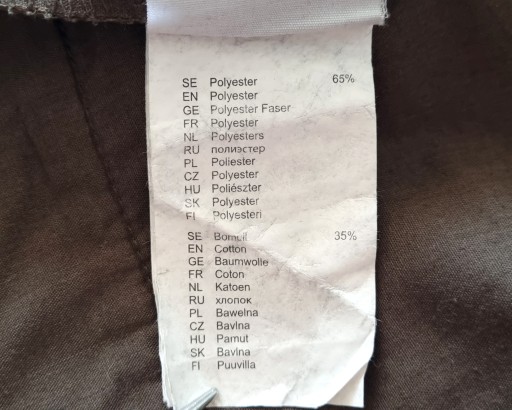 SE Polyester 65%
EN Polyester
GE Polyester Faser
FR Polyester
NL Polyesters
RU полиэстер
PL Poliester
CZ Polyester
HU Poliészter
SK Polyester
FI Polyesteri
SE Bomull 35%
EN Cotton
GE Baumwolle
FR Coton
NL Katoen
RU хлопок
PL Bawelna
CZ Bavlna
HU Pamut
SK Bavlna
FI Puuvilla